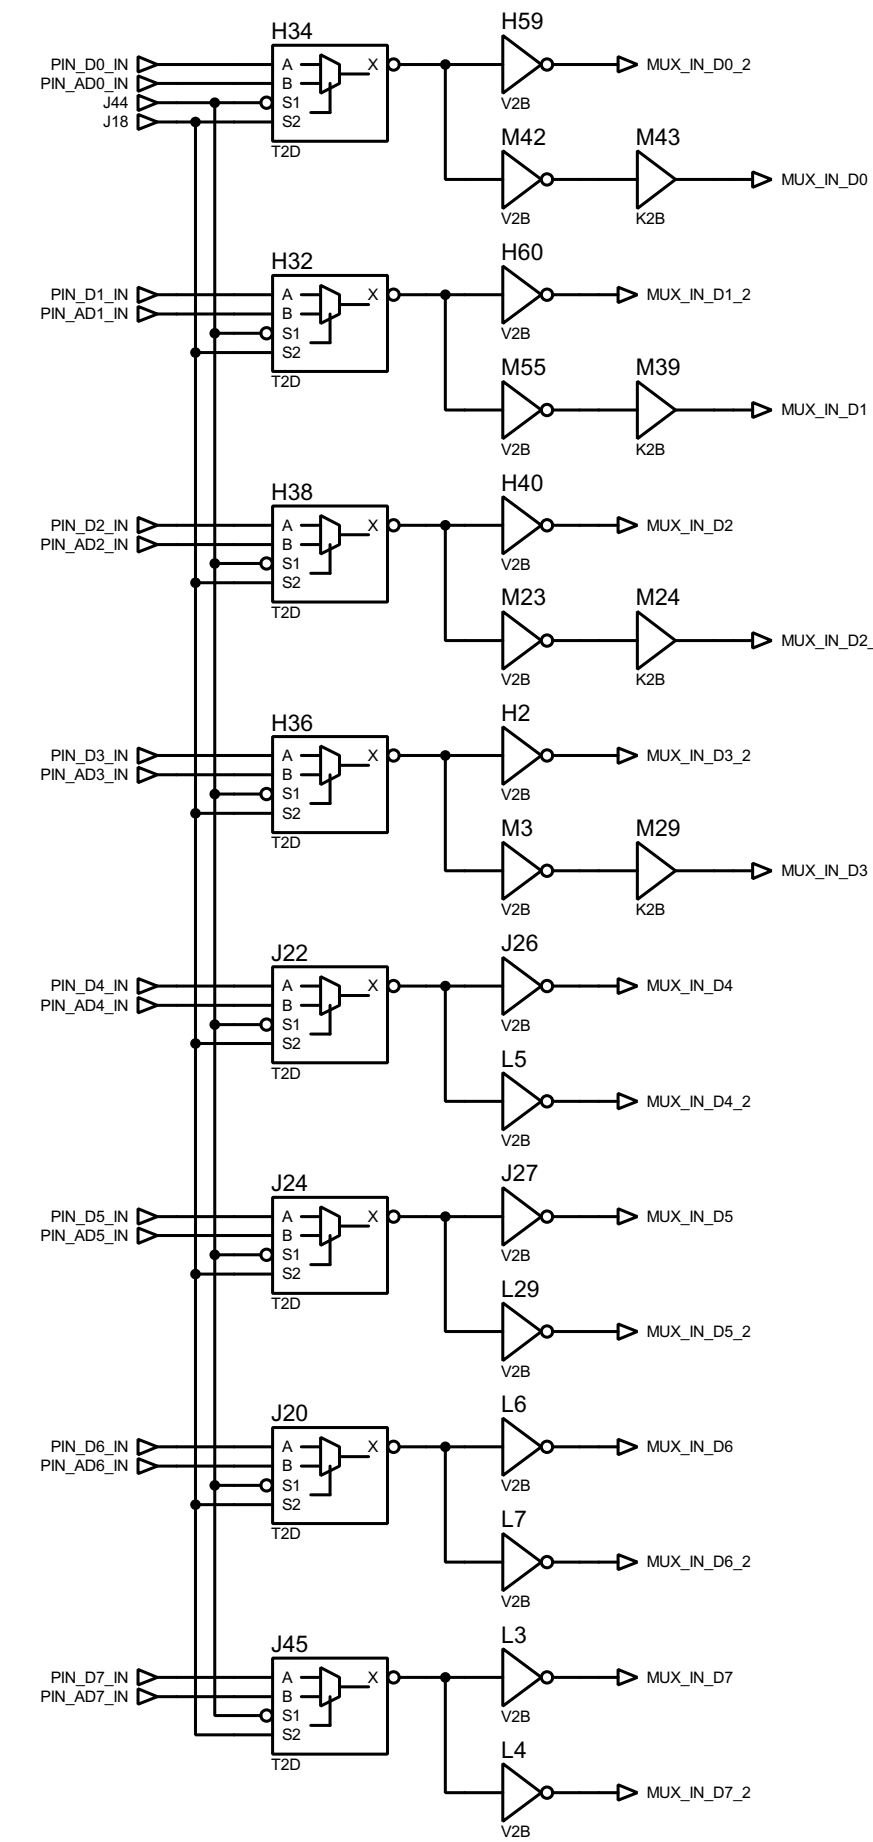 H34
H59
PIN_D0_IN A X MUX_IN_D0_2
PIN_AD0_IN B
J44 S1
J18 S2 V2B
T2D
M42 M43
MUX_IN_D0
V2B K2B
H32
H60
PIN_D1_IN A X MUX_IN_D1_2
PIN_AD1_IN B
S1 V2B
S2
T2D
M55 M39
MUX_IN_D1
V2B K2B
H38
H40
PIN_D2_IN A X MUX_IN_D2
PIN_AD2_IN B
S1 V2B
S2
T2D
M23 M24
MUX_IN_D2_
V2B K2B
H36
H2
PIN_D3_IN A X MUX_IN_D3_2
PIN_AD3_IN B
S1 V2B
S2
T2D
M3 M29
MUX_IN_D3
V2B K2B
J22
J26
PIN_D4_IN A X MUX_IN_D4
PIN_AD4_IN B
S1 V2B
S2
T2D
L5
MUX_IN_D4_2
V2B
J24
J27
PIN_D5_IN A X MUX_IN_D5
PIN_AD5_IN B
S1 V2B
S2
T2D
L29
MUX_IN_D5_2
V2B
J20
L6
PIN_D6_IN A X MUX_IN_D6
PIN_AD6_IN B
S1 V2B
S2
T2D
L7
MUX_IN_D6_2
V2B
J45
L3
PIN_D7_IN A X MUX_IN_D7
PIN_AD7_IN B
S1 V2B
S2
T2D
L4
MUX_IN_D7_2
V2B